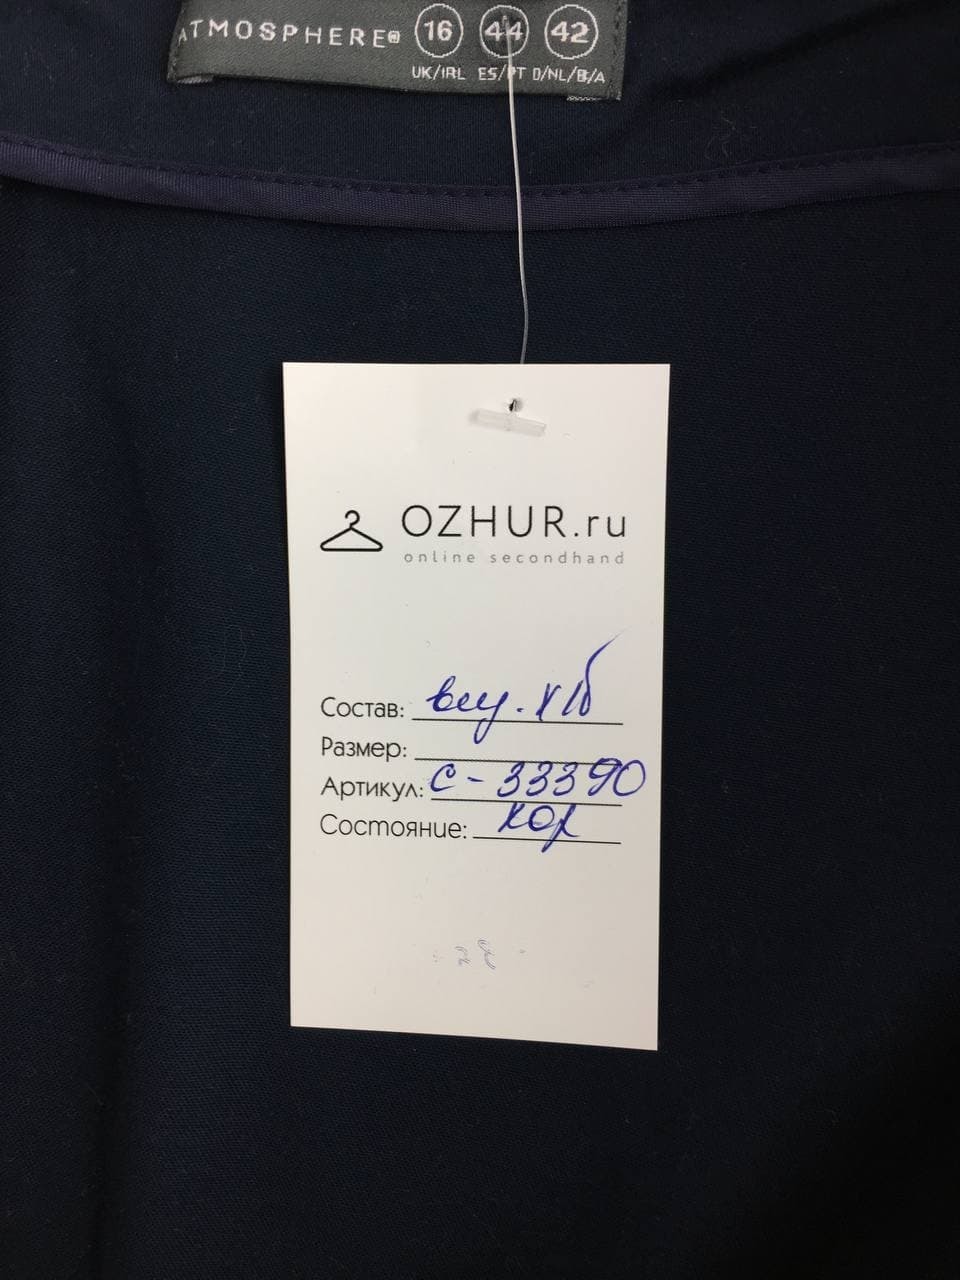 ATMOSPHERE® 16 44 42
UK/IRL ES/PT D/NL/B/A
OZHUR.ru
online secondhand
Состав: виз. х/б
Размер:
Артикул: С-33390
Состояние: хор